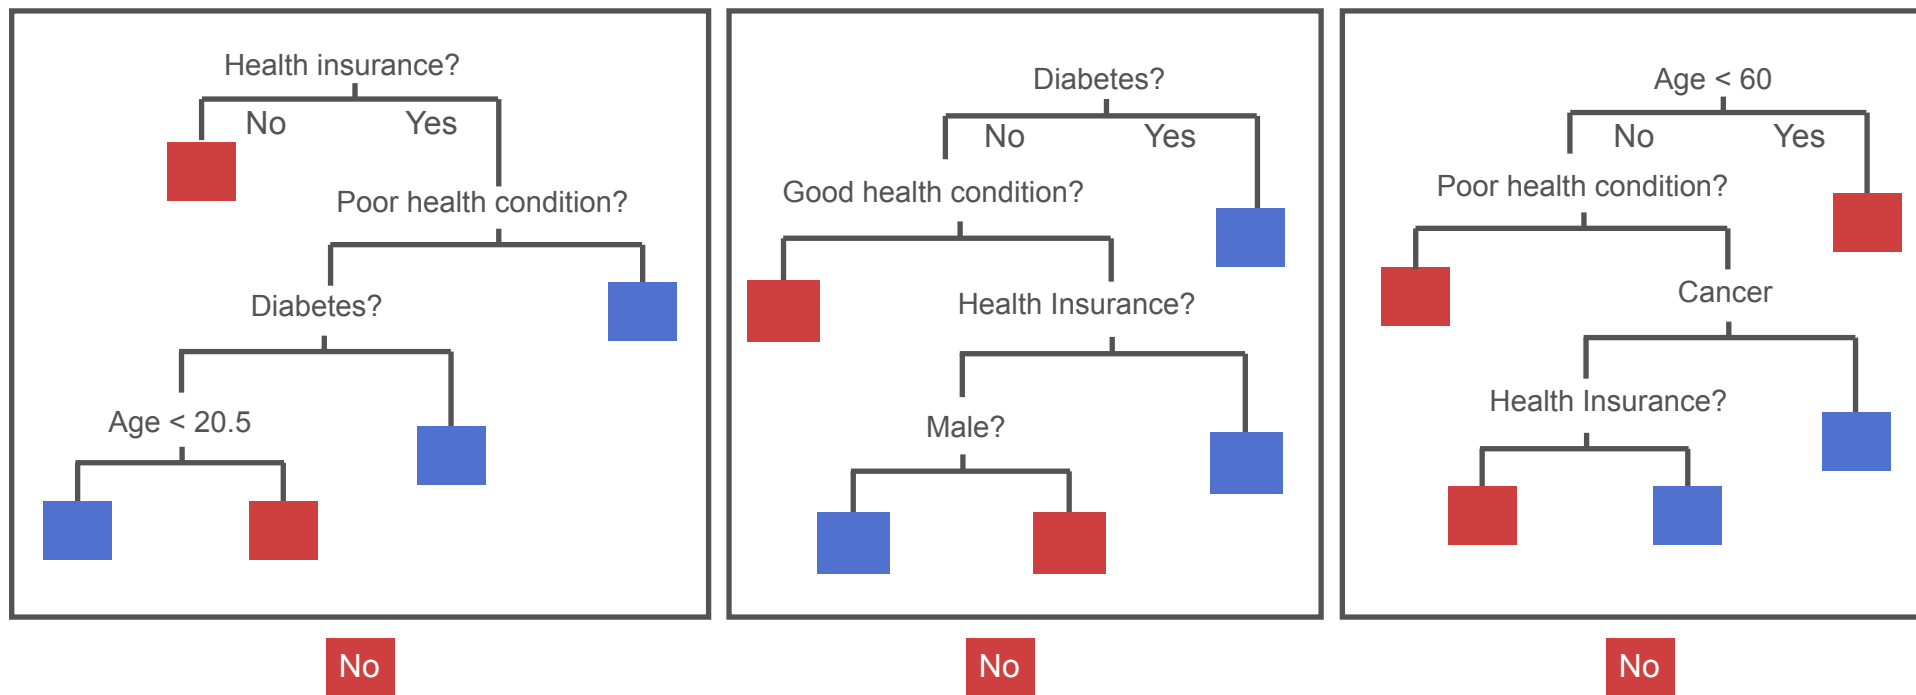 Health insurance?
No
Yes
Poor health condition?
Diabetes?
Age < 20.5
Diabetes?
No
Yes
Good health condition?
Health Insurance?
Male?
Age < 60
No
Yes
Poor health condition?
Cancer
Health Insurance?
No
No
No